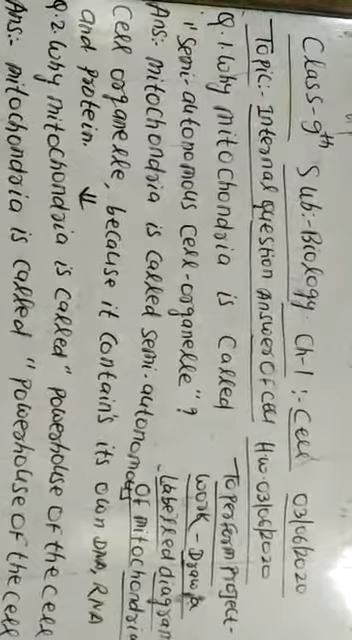 Class-9th Sub:-Biology Ch-1:-Cell 03/06/2020
Topic:- Internal question Answer Of Cell H.W-03/06/2020
Q.1. Why mitochondria is called
"semi autonomous cell-organelle"?
To perform project-
work - Draw a
labelled diagram
of mitochondria
Ans:- mitochondria is called semi-autonomous
Cell organelle, because it contain's its own DNA, RNA
and protein. ↓
Q.2. Why mitochondria is called "powerhouse of the cell
Ans:- mitochondria is called "powerhouse of the cell